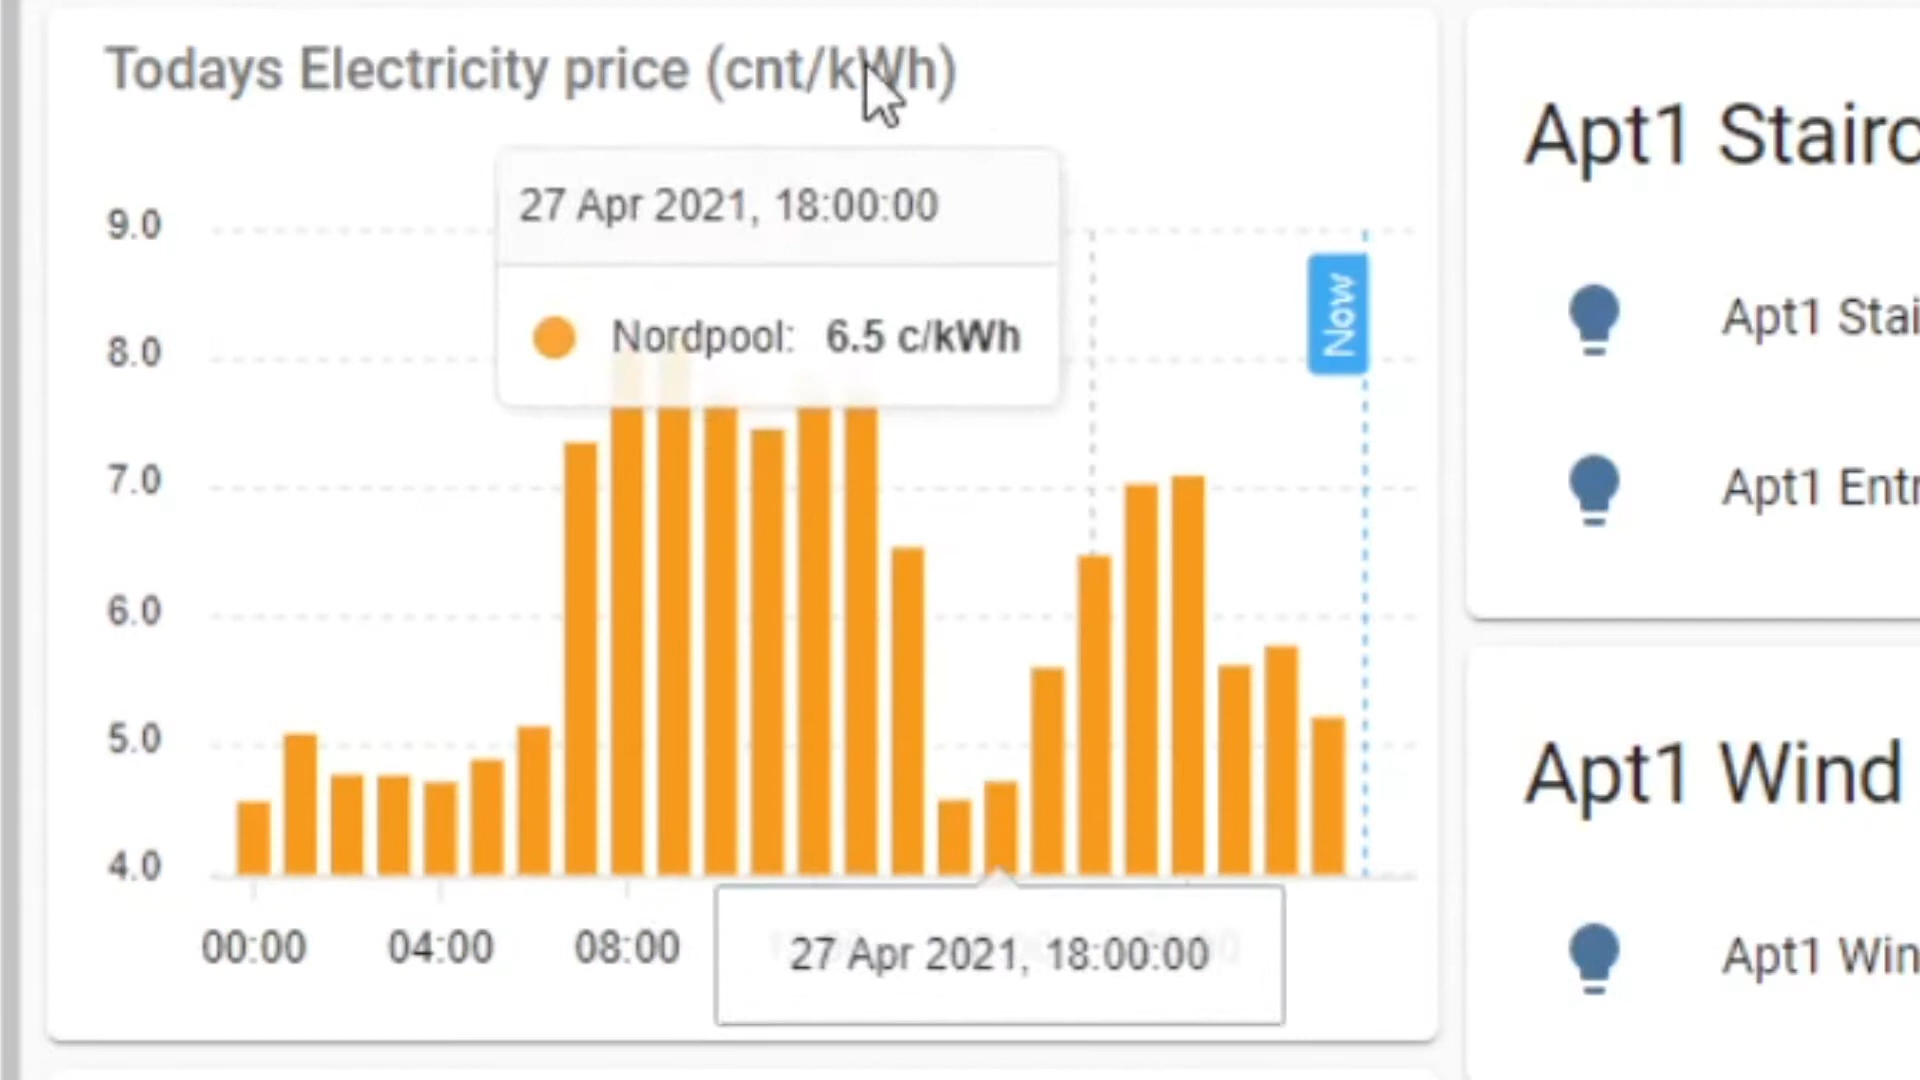 Todays Electricity price (cnt/kWh)
27 Apr 2021, 18:00:00
Nordpool: 6.5 c/kWh
Now
9.0
8.0
7.0
6.0
5.0
4.0
00:00 04:00 08:00
27 Apr 2021, 18:00:00
Apt1 Stairc
Apt1 Stai
Apt1 Entr
Apt1 Wind
Apt1 Win